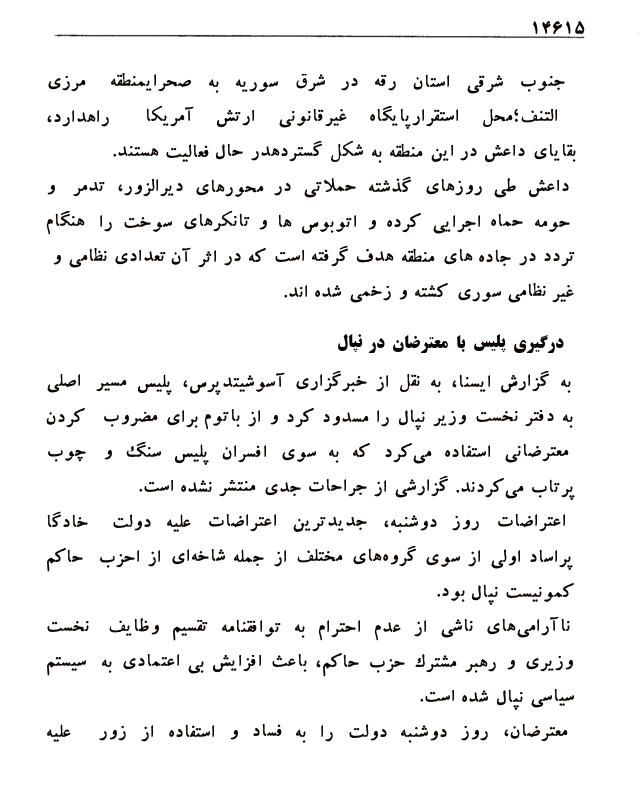 ۱۴۶۱۵
جنوب شرقی استان رقه در شرق سوریه به صحرایمنطقه مرزی
التنف؛محل استقرارپایگاه غیرقانونی ارتش آمریکا راهدارد،
بقایای داعش در این منطقه به شکل گستردهدر حال فعالیت هستند.
داعش طی روزهای گذشته حملاتی در محورهای دیرالزور، تدمر و
حومه حماه اجرایی کرده و اتوبوس ها و تانکرهای سوخت را هنگام
تردد در جاده های منطقه هدف گرفته است که در اثر آن تعدادی نظامی و
غیر نظامی سوری کشته و زخمی شده اند.
درگیری پلیس با معترضان در نپال
به گزارش ایسنا، به نقل از خبرگزاری آسوشیتدپرس، پلیس مسیر اصلی
به دفتر نخست وزیر نپال را مسدود کرد و از باتوم برای مضروب کردن
معترضانی استفاده می‌کرد که به سوی افسران پلیس سنگ و چوب
پرتاب می‌کردند. گزارشی از جراحات جدی منتشر نشده است.
اعتراضات روز دوشنبه، جدیدترین اعتراضات علیه دولت خادگا
پراساد اولی از سوی گروه‌های مختلف از جمله شاخه‌ای از احزب حاکم
کمونیست نپال بود.
ناآرامی‌های ناشی از عدم احترام به توافقنامه تقسیم وظایف نخست
وزیری و رهبر مشترک حزب حاکم، باعث افزایش بی اعتمادی به سیستم
سیاسی نپال شده است.
معترضان، روز دوشنبه دولت را به فساد و استفاده از زور علیه